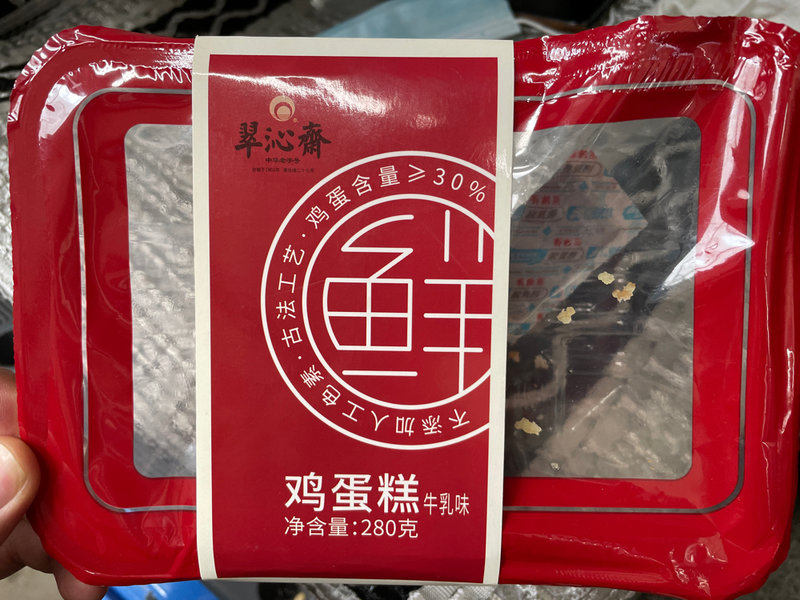 翠沁齋
中华老字号
鸡蛋含量≥30%
古法工艺·
不添加人工色素·
鲜
鸡蛋糕 牛乳味
净含量:280克